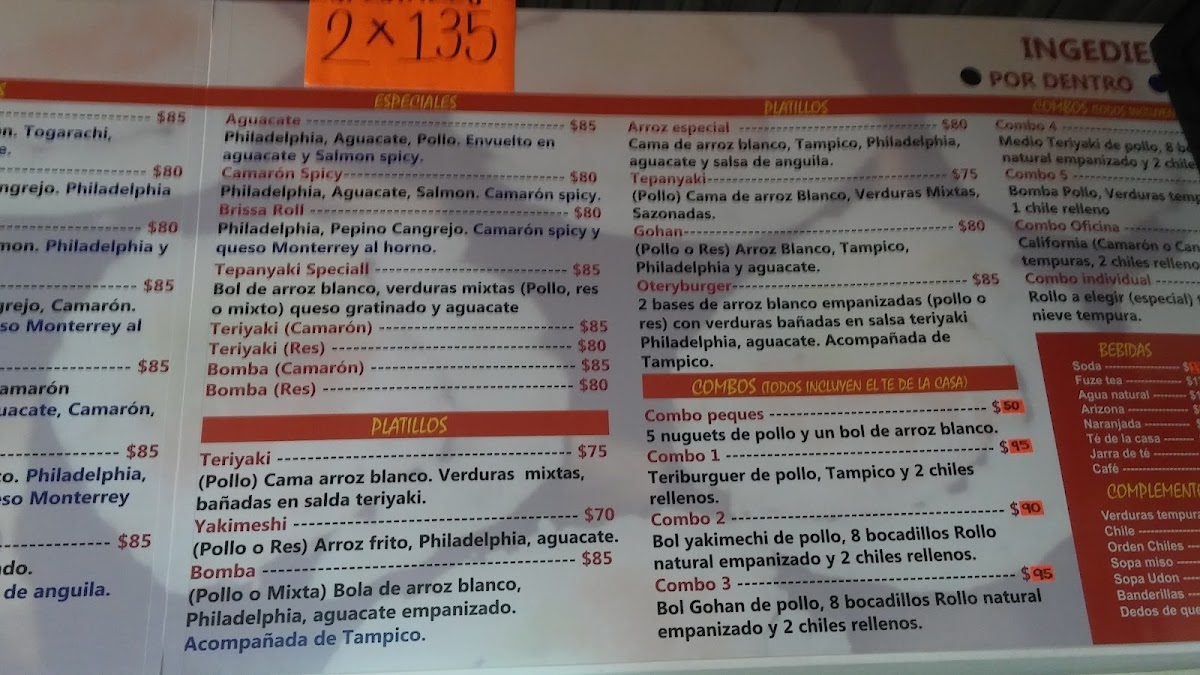 2 x 135
INGEDIE
POR DENTRO
$85
Togarachi,
$80
Philadelphia
$80
Philadelphia y
$85
Camarón.
Monterrey al
$85
Camarón,
$85
Philadelphia,
Monterrey
$85
de anguila.
ESPECIALES
Aguacate $85
Philadelphia, Aguacate, Pollo. Envuelto en
aguacate y Salmon spicy.
Camarón Spicy $80
Philadelphia, Aguacate, Salmon. Camarón spicy.
Brissa Roll $80
Philadelphia, Pepino Cangrejo. Camarón spicy y
queso Monterrey al horno.
Tepanyaki Speciall $85
Bol de arroz blanco, verduras mixtas (Pollo, res
o mixto) queso gratinado y aguacate
Teriyaki (Camarón) $85
Teriyaki (Res) $80
Bomba (Camarón) $85
Bomba (Res) $80
PLATILLOS
Teriyaki $75
(Pollo) Cama arroz blanco. Verduras mixtas,
bañadas en salda teriyaki.
Yakimeshi $70
(Pollo o Res) Arroz frito, Philadelphia, aguacate.
Bomba $85
(Pollo o Mixta) Bola de arroz blanco,
Philadelphia, aguacate empanizado.
Acompañada de Tampico.
PLATILLOS
Arroz especial $80
Cama de arroz blanco, Tampico, Philadelphia,
aguacate y salsa de anguila.
Tepanyaki $75
(Pollo) Cama de arroz Blanco, Verduras Mixtas,
Sazonadas.
Gohan $80
(Pollo o Res) Arroz Blanco, Tampico,
Philadelphia y aguacate.
Oteryburger $85
2 bases de arroz blanco empanizadas (pollo o
res) con verduras bañadas en salsa teriyaki
Philadelphia, aguacate. Acompañada de
Tampico.
COMBOS (TODOS INCLUYEN EL TE DE LA CASA)
Combo peques $50
5 nuguets de pollo y un bol de arroz blanco.
Combo 1 $95
Teriburguer de pollo, Tampico y 2 chiles
rellenos.
Combo 2 $90
Bol yakimechi de pollo, 8 bocadillos Rollo
natural empanizado y 2 chiles rellenos.
Combo 3 $95
Bol Gohan de pollo, 8 bocadillos Rollo natural
empanizado y 2 chiles rellenos.
COMBOS (TODOS INCLUYEN
Combo 4
Medio Teriyaki de pollo, 8
natural empanizado y 2 chile
Combo 5
Bomba Pollo, Verduras temp
1 chile relleno
Combo Oficina
California (Camarón o Can
tempuras, 2 chiles relleno
Combo individual
Rollo a elegir (especial)
nieve tempura.
BEBIDAS
Soda
Fuze tea
Agua natural
Arizona
Naranjada
Té de la casa
Jarra de té
Café
COMPLEMENTO
Verduras tempura
Chile
Orden Chiles
Sopa miso
Sopa Udon
Banderillas
Dedos de que